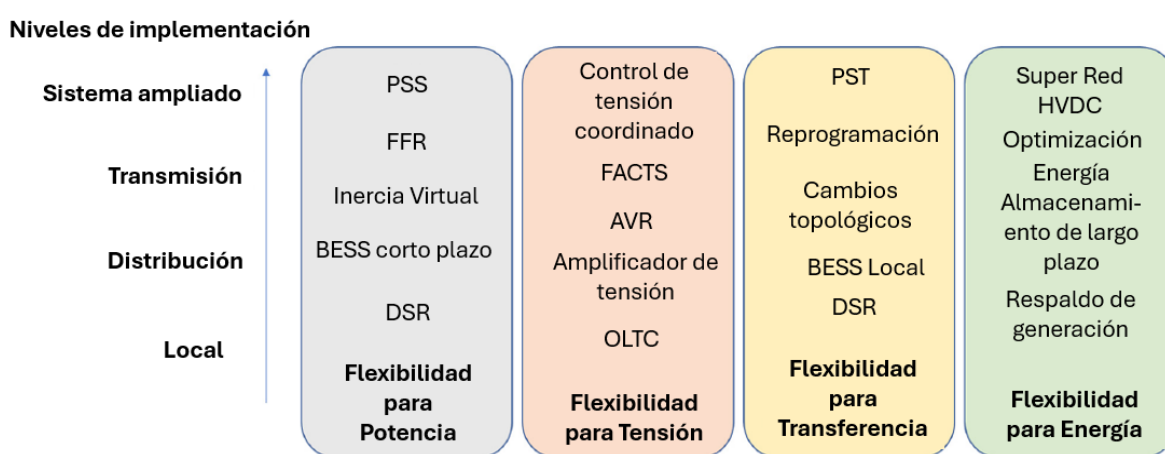 Niveles de implementación
Sistema ampliado
Transmisión
Distribución
Local
PSS
FFR
Inercia Virtual
BESS corto plazo
DSR
Flexibilidad
para
Potencia
Control de
tensión
coordinado
FACTS
AVR
Amplificador de
tensión
OLTC
Flexibilidad
para Tensión
PST
Reprogramación
Cambios
topológicos
BESS Local
DSR
Flexibilidad
para
Transferencia
Super Red
HVDC
Optimización
Energía
Almacenami-
ento de largo
plazo
Respaldo de
generación
Flexibilidad
para Energía